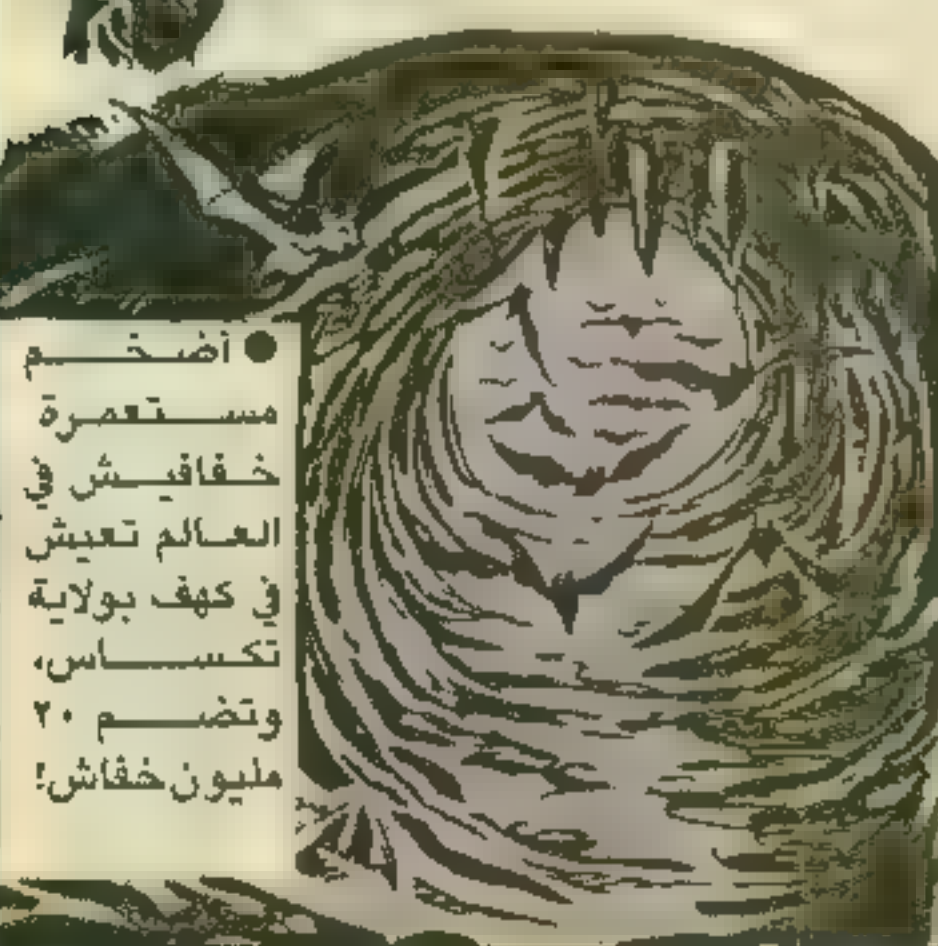 ● أضخم
مستعمرة
خفافيش في
العالم تعيش
في كهف بولاية
تكساس،
وتضم ٢٠
مليون خفاش!